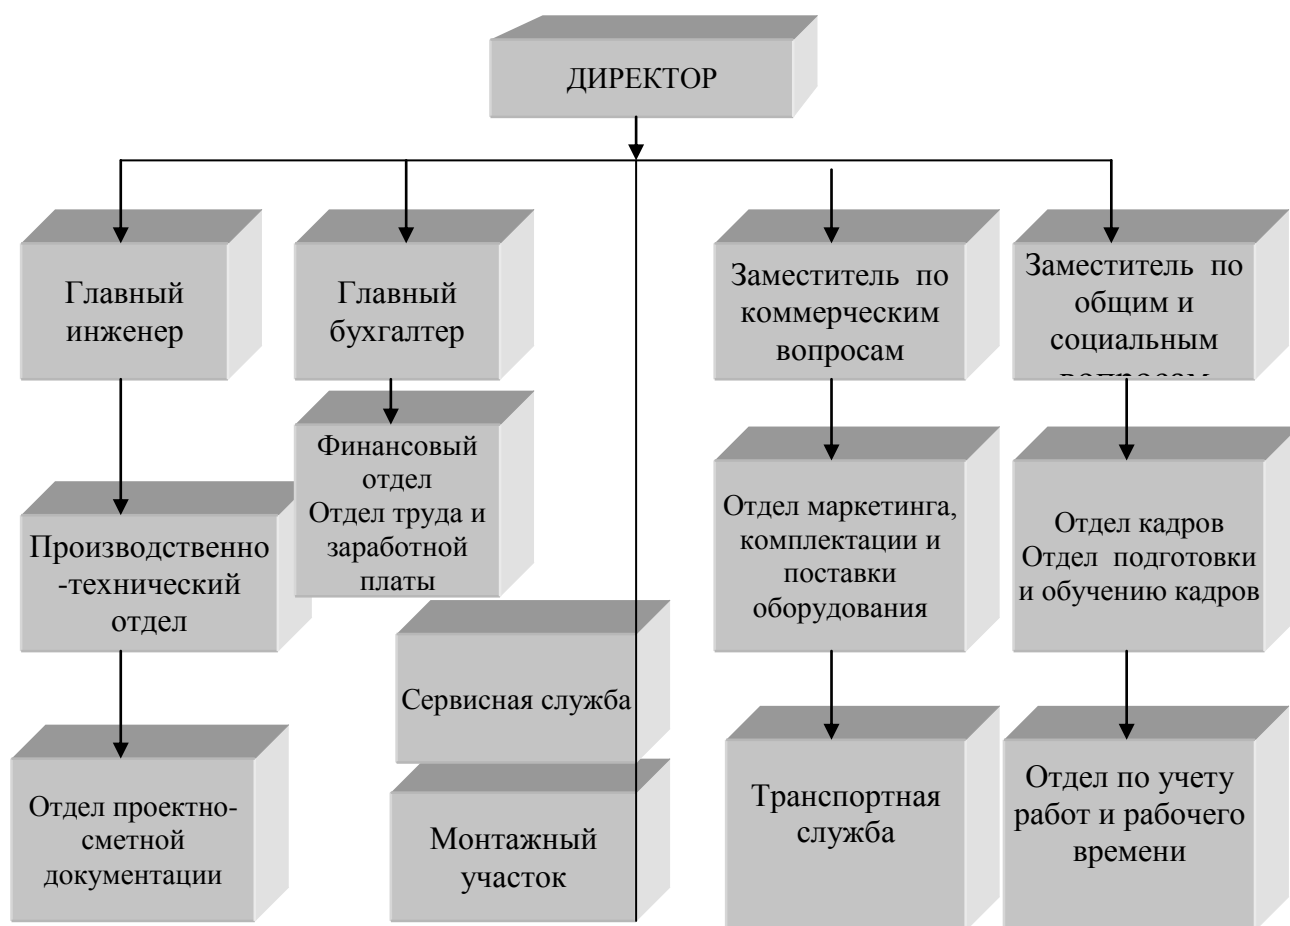 ДИРЕКТОР
Главный
инженер
Главный
бухгалтер
Заместитель по
коммерческим
вопросам
Заместитель по
общим и
социальным
вопросам
Финансовый
отдел
Отдел труда и
заработной
платы
Производственно
-технический
отдел
Отдел маркетинга,
комплектации и
поставки
оборудования
Отдел кадров
Отдел подготовки
и обучению кадров
Сервисная служба
Отдел проектно-
сметной
документации
Монтажный
участок
Транспортная
служба
Отдел по учету
работ и рабочего
времени